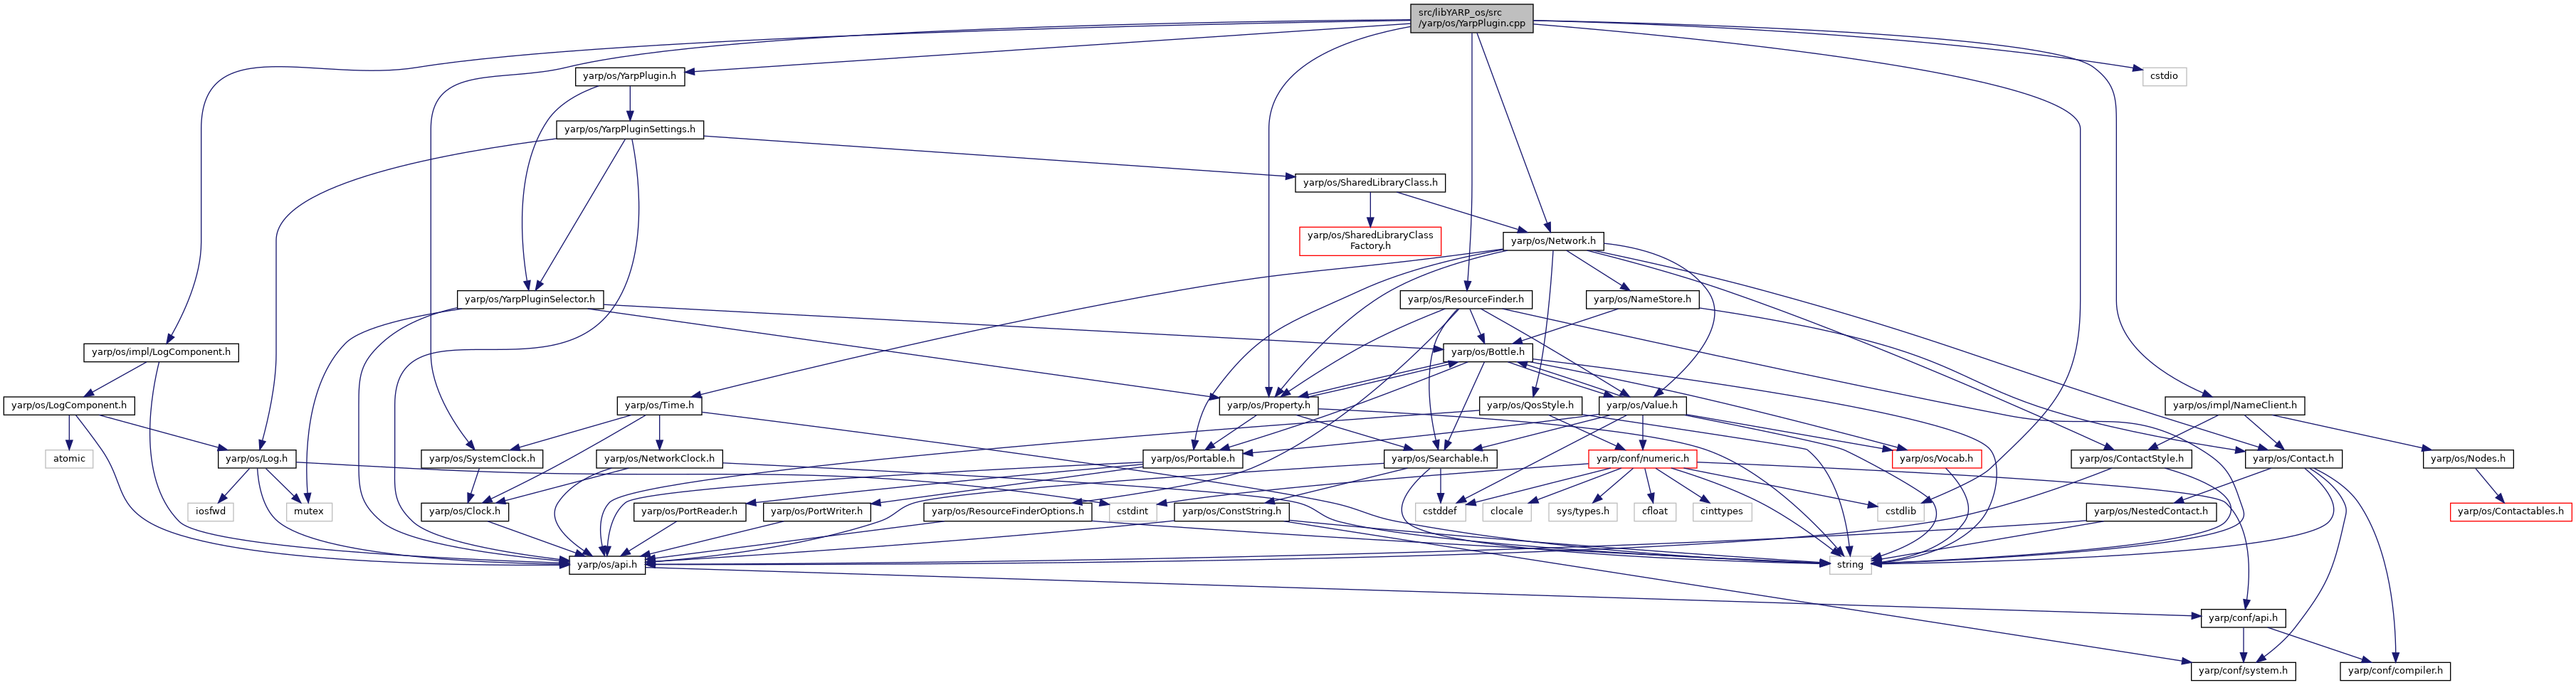 src/libYARP_os/src
/yarp/os/YarpPlugin.cpp
yarp/os/YarpPlugin.h
cstdio
yarp/os/YarpPluginSettings.h
yarp/os/SharedLibraryClass.h
yarp/os/SharedLibraryClass
Factory.h
yarp/os/Network.h
yarp/os/YarpPluginSelector.h
yarp/os/ResourceFinder.h
yarp/os/NameStore.h
yarp/os/impl/LogComponent.h
yarp/os/Bottle.h
yarp/os/LogComponent.h
yarp/os/Time.h
yarp/os/Property.h
yarp/os/QosStyle.h
yarp/os/Value.h
yarp/os/impl/NameClient.h
atomic
yarp/os/Log.h
yarp/os/SystemClock.h
yarp/os/NetworkClock.h
yarp/os/Portable.h
yarp/os/Searchable.h
yarp/conf/numeric.h
yarp/os/Vocab.h
yarp/os/ContactStyle.h
yarp/os/Contact.h
yarp/os/Nodes.h
iosfwd
mutex
yarp/os/Clock.h
yarp/os/PortReader.h
yarp/os/PortWriter.h
yarp/os/ResourceFinderOptions.h
cstdint
yarp/os/ConstString.h
cstddef
clocale
sys/types.h
cfloat
cinttypes
cstdlib
yarp/os/NestedContact.h
yarp/os/Contactables.h
yarp/os/api.h
string
yarp/conf/api.h
yarp/conf/system.h
yarp/conf/compiler.h